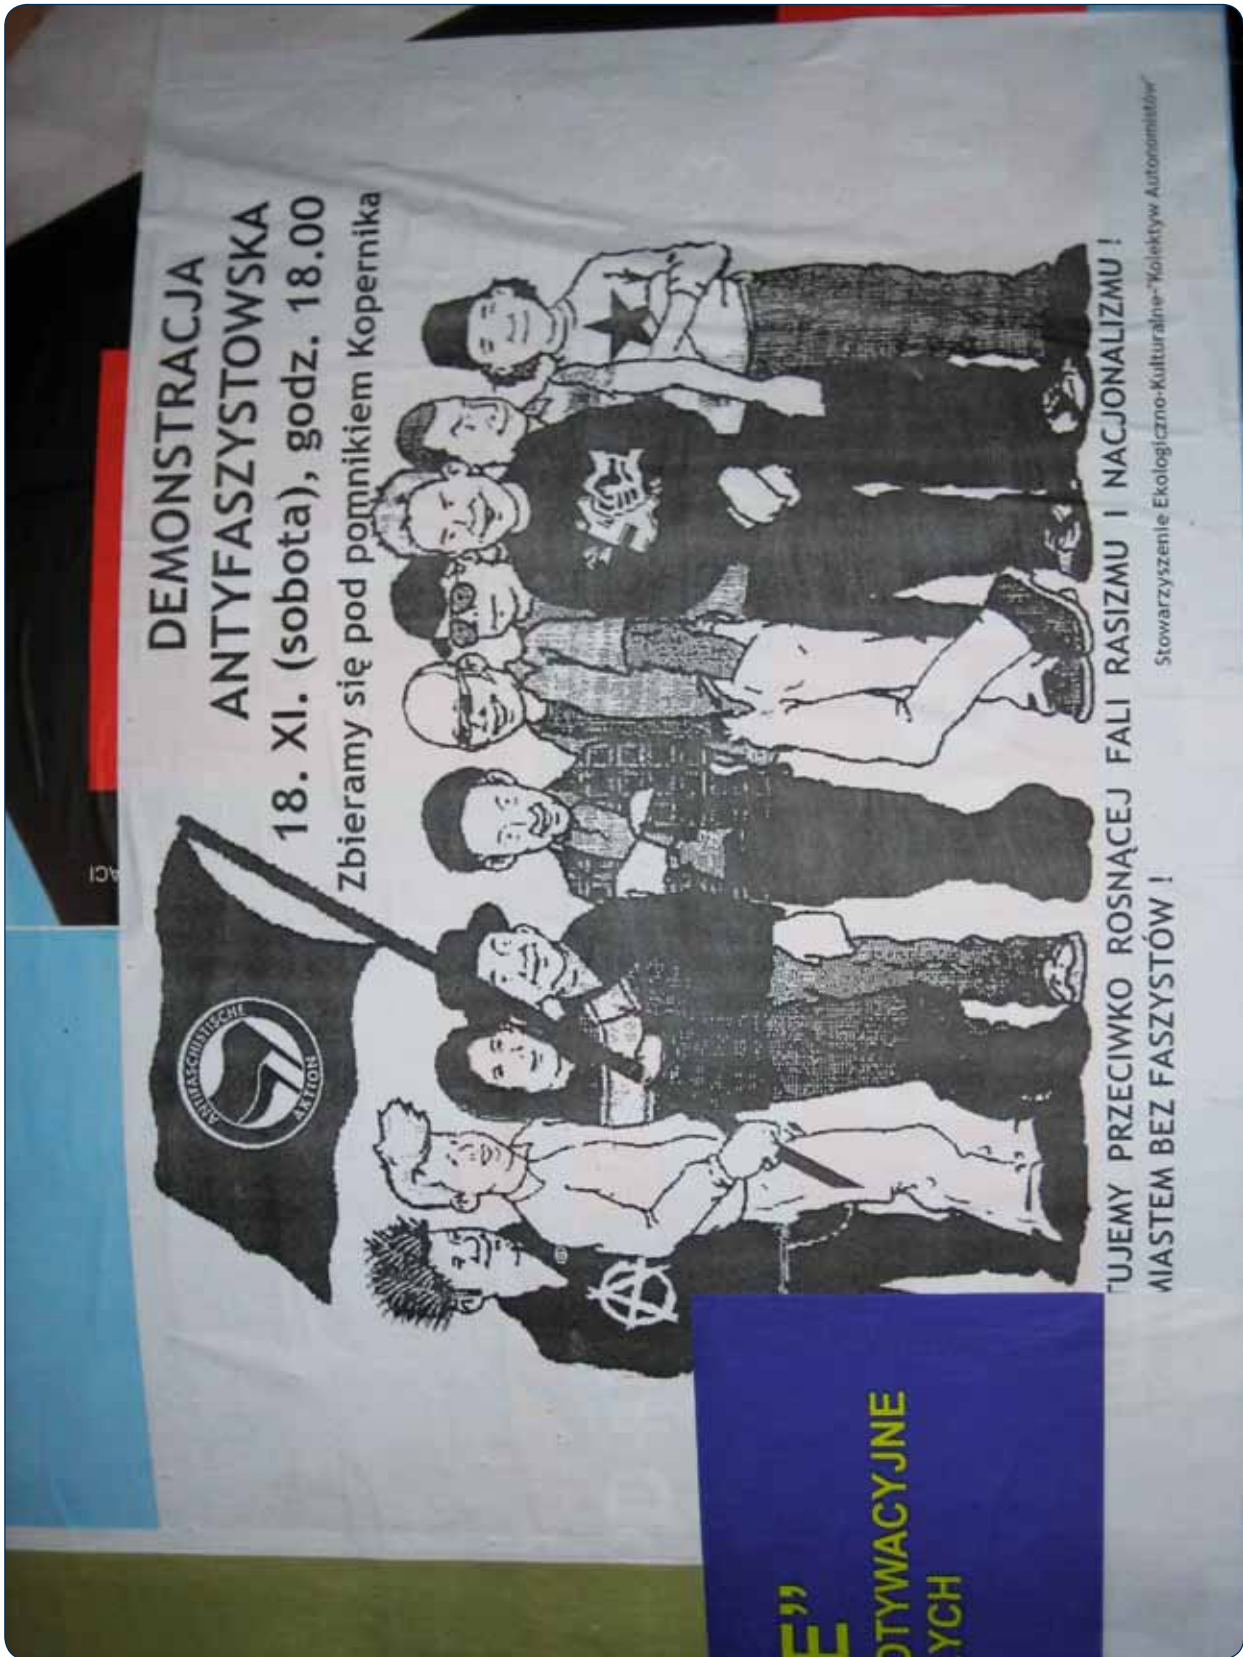 DEMONSTRACJA
ANTYFASZYSTOWSKA
18. XI. (sobota), godz. 18.00
Zbieramy się pod pomnikiem Kopernika
ANTIFASCHISTISCHE
AKTION
TUJEMY PRZECIWKO ROSNĄCEJ FALI RASIZMU I NACJONALIZMU !
MIASTEM BEZ FASZYSTÓW !
Stowarzyszenie Ekologiczno-Kulturalne-"Kolektyw Autonomistów"
E”
OTYWACYJNE
YCH
ACI